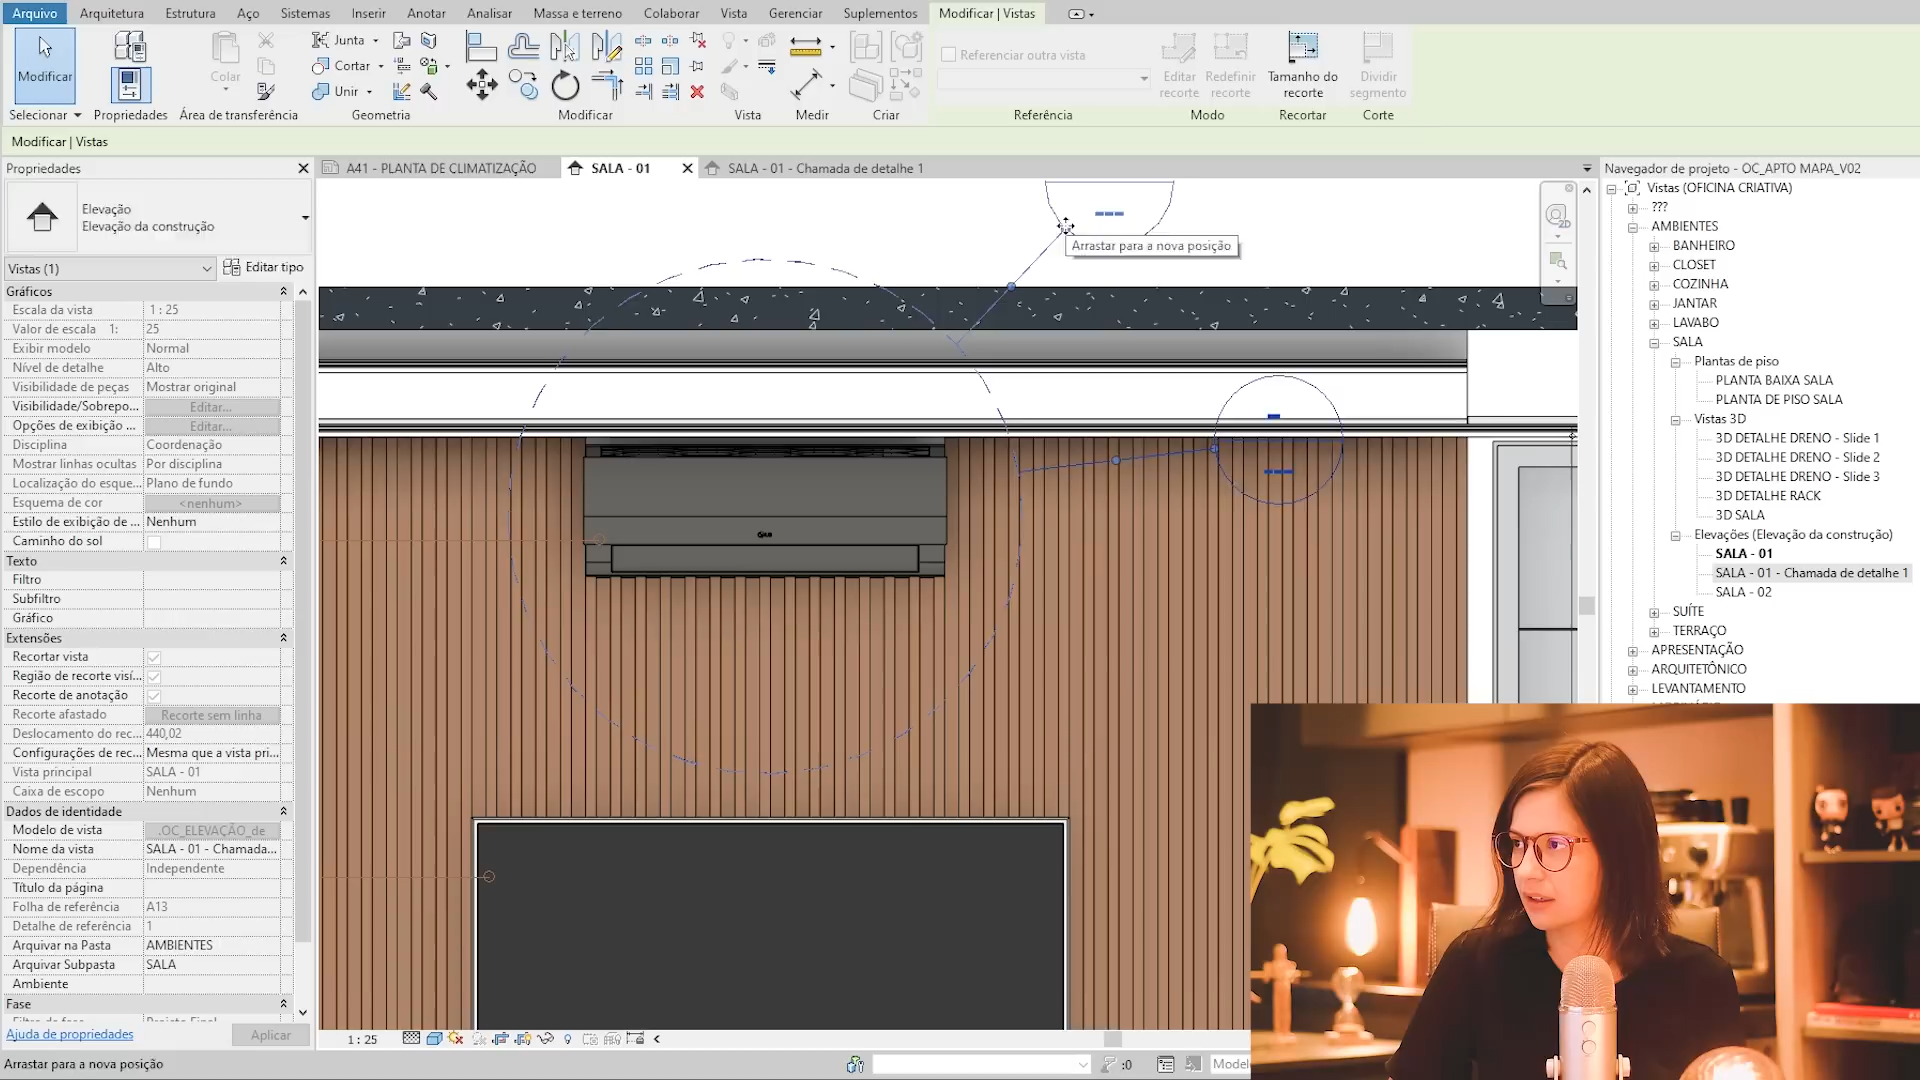 Arquivo Arquitetura Estrutura Aço Sistemas Inserir Anotar Analisar Massa e terreno Colaborar Vista Gerenciar Suplementos Modificar | Vistas
Modificar
Colar
Junta
Cortar
Unir
Referenciar outra vista
Editar recorte
Redefinir recorte
Tamanho do recorte
Dividir segmento
Selecionar Propriedades Área de transferência Geometria Modificar Vista Medir Criar Referência Modo Recortar Corte
Modificar | Vistas
Propriedades
A41 - PLANTA DE CLIMATIZAÇÃO
SALA - 01
SALA - 01 - Chamada de detalhe 1
Navegador de projeto - OC_APTO MAPA_V02
Elevação
Elevação da construção
Vistas (1) Editar tipo
Gráficos
Escala da vista 1 : 25
Valor de escala 1: 25
Exibir modelo Normal
Nível de detalhe Alto
Visibilidade de peças Mostrar original
Visibilidade/Sobrepo... Editar...
Opções de exibição ... Editar...
Disciplina Coordenação
Mostrar linhas ocultas Por disciplina
Localização do esque... Plano de fundo
Esquema de cor <nenhum>
Estilo de exibição de ... Nenhum
Caminho do sol
Texto
Filtro
Subfiltro
Gráfico
Extensões
Recortar vista
Região de recorte visí...
Recorte de anotação
Recorte afastado Recorte sem linha
Deslocamento do rec... 440,02
Configurações de rec... Mesma que a vista pri...
Vista principal SALA - 01
Caixa de escopo Nenhum
Dados de identidade
Modelo de vista .OC_ELEVAÇÃO_de
Nome da vista SALA - 01 - Chamada...
Dependência Independente
Título da página
Folha de referência A13
Detalhe de referência 1
Arquivar na Pasta AMBIENTES
Arquivar Subpasta SALA
Ambiente
Fase
Ajuda de propriedades Aplicar
Arrastar para a nova posição
2D
Vistas (OFICINA CRIATIVA)
???
AMBIENTES
BANHEIRO
CLOSET
COZINHA
JANTAR
LAVABO
SALA
Plantas de piso
PLANTA BAIXA SALA
PLANTA DE PISO SALA
Vistas 3D
3D DETALHE DRENO - Slide 1
3D DETALHE DRENO - Slide 2
3D DETALHE DRENO - Slide 3
3D DETALHE RACK
3D SALA
Elevações (Elevação da construção)
SALA - 01
SALA - 01 - Chamada de detalhe 1
SALA - 02
SUÍTE
TERRAÇO
APRESENTAÇÃO
ARQUITETÔNICO
LEVANTAMENTO
1 : 25
Arrastar para a nova posição
:0
Model